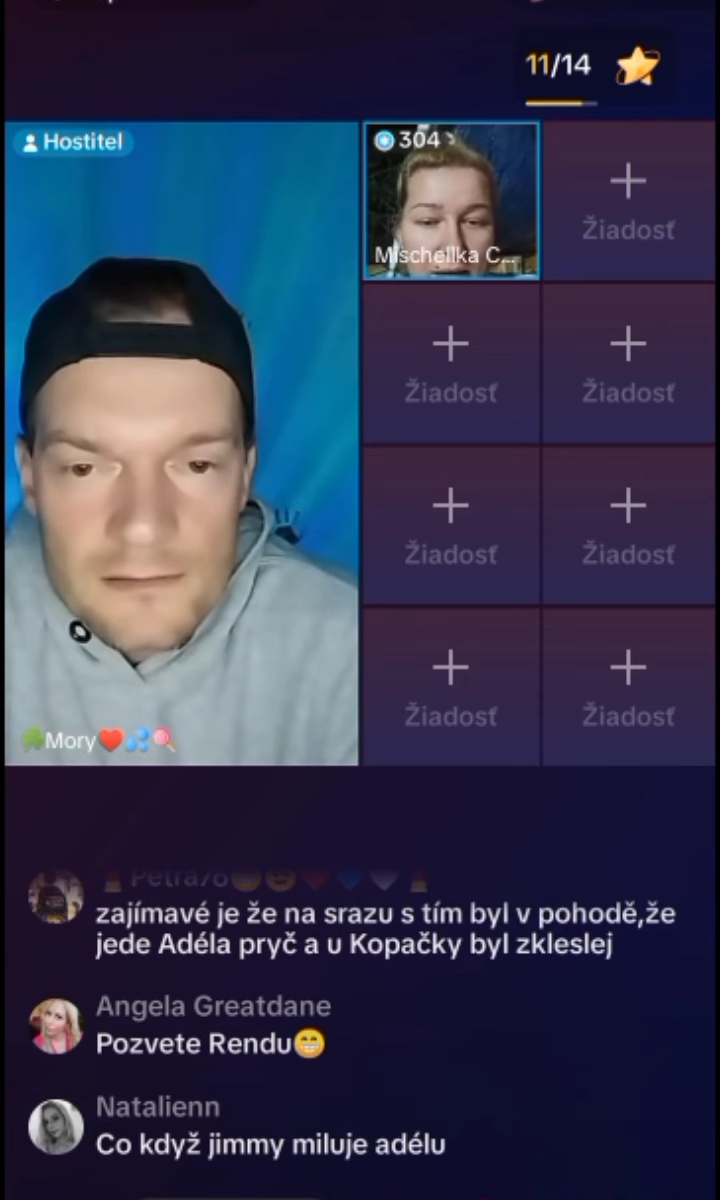 11/14
Hostitel
304
Mischellka C...
Žiadosť
Žiadosť
Žiadosť
Žiadosť
Žiadosť
Žiadosť
Žiadosť
☘️Mory❤️💦🍭
Petra76
zajímavé je že na srazu s tím byl v pohodě,že
jede Adéla pryč a u Kopačky byl zkleslej
Angela Greatdane
Pozvete Rendu😁
Natalienn
Co když jimmy miluje adélu